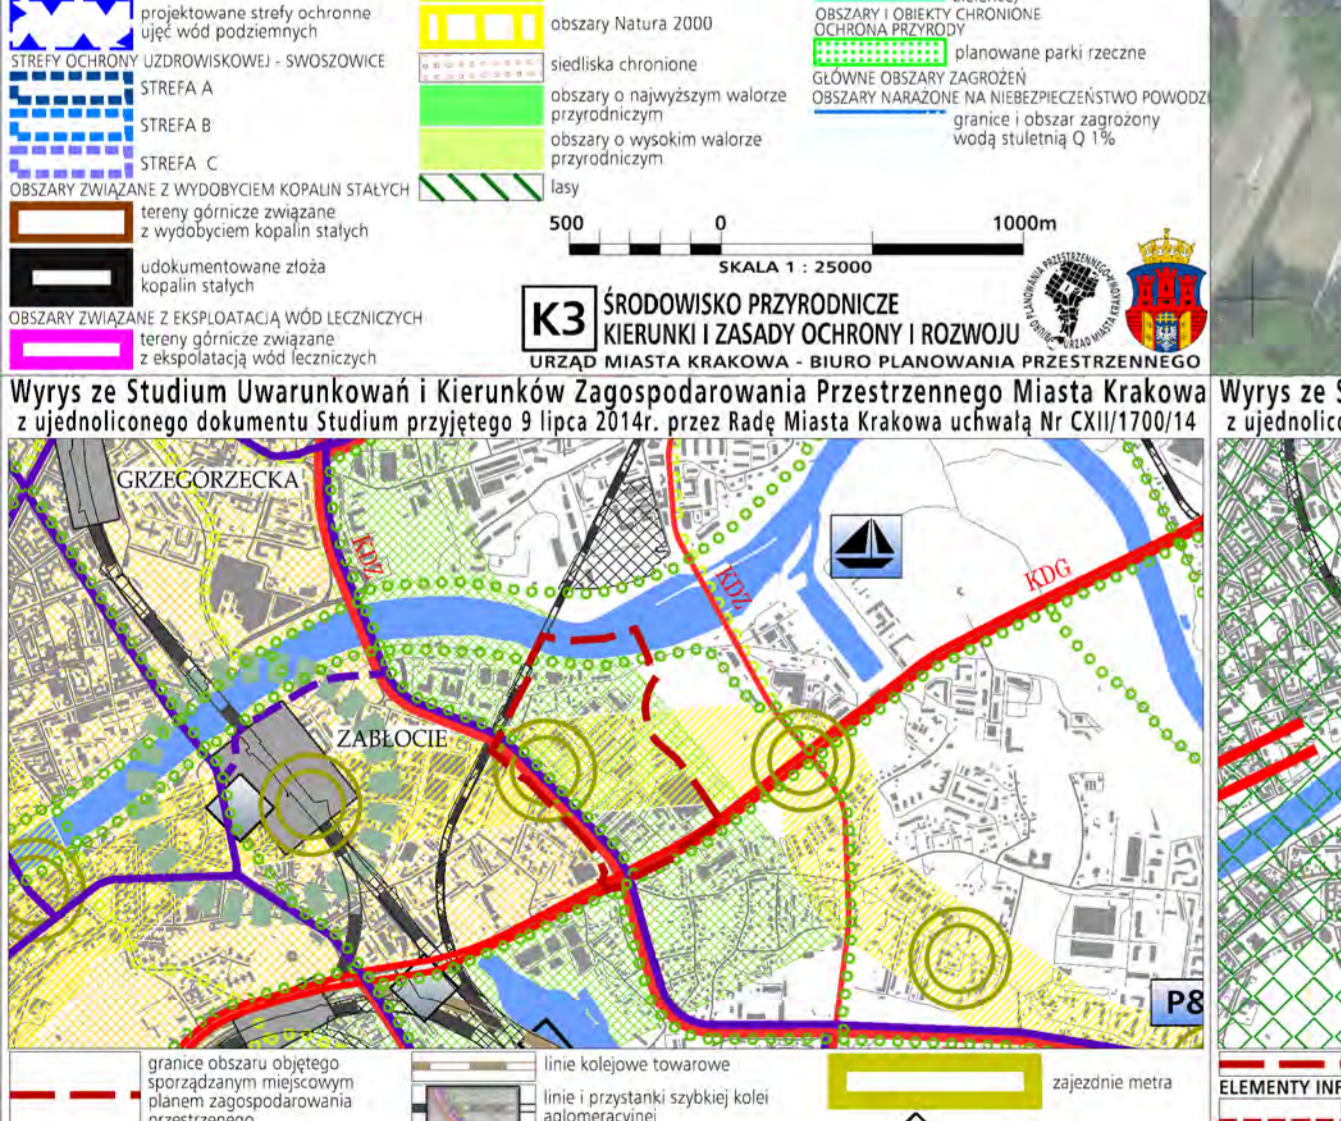 projektowane strefy ochronne
ujęć wód podziemnych
STREFY OCHRONY UZDROWISKOWEJ - SWOSZOWICE
STREFA A
STREFA B
STREFA C
OBSZARY ZWIĄZANE Z WYDOBYCIEM KOPALIN STAŁYCH
tereny górnicze związane
z wydobyciem kopalin stałych
udokumentowane złoża
kopalin stałych
OBSZARY ZWIĄZANE Z EKSPLOATACJĄ WÓD LECZNICZYCH
tereny górnicze związane
z ekspolatacją wód leczniczych
obszary Natura 2000
siedliska chronione
obszary o najwyższym walorze
przyrodniczym
obszary o wysokim walorze
przyrodniczym
lasy
OBSZARY I OBIEKTY CHRONIONE
OCHRONA PRZYRODY
planowane parki rzeczne
GŁÓWNE OBSZARY ZAGROŻEŃ
OBSZARY NARAŻONE NA NIEBEZPIECZEŃSTWO POWODZI
granice i obszar zagrożony
wodą stuletnią Q 1%
500 0 1000m
SKALA 1 : 25000
K3
ŚRODOWISKO PRZYRODNICZE
KIERUNKI I ZASADY OCHRONY I ROZWOJU
URZĄD MIASTA KRAKOWA - BIURO PLANOWANIA PRZESTRZENNEGO
Wyrys ze Studium Uwarunkowań i Kierunków Zagospodarowania Przestrzennego Miasta Krakowa
z ujednoliconego dokumentu Studium przyjętego 9 lipca 2014r. przez Radę Miasta Krakowa uchwałą Nr CXII/1700/14
Wyrys ze S
z ujednolico
GRZEGÓRZECKA
KDZ
KDZ
KDG
ZABŁOCIE
P&
granice obszaru objętego
sporządzanym miejscowym
planem zagospodarowania
przestrzennego
linie kolejowe towarowe
linie i przystanki szybkiej kolei
aglomeracyjnej
zajezdnie metra
ELEMENTY INF